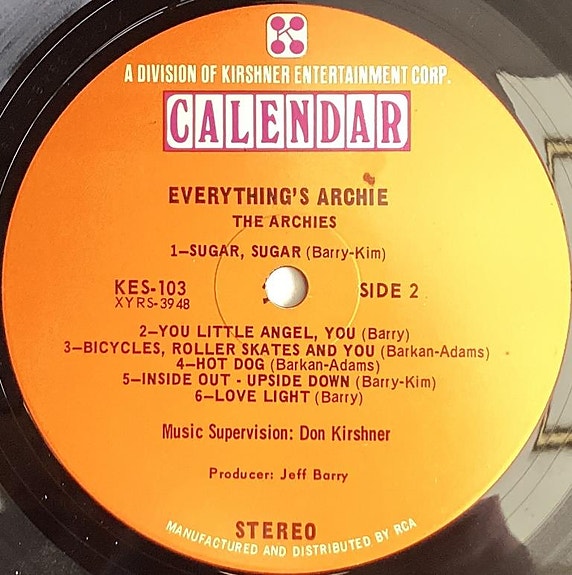 K
A DIVISION OF KIRSHNER ENTERTAINMENT CORP.
CALENDAR
EVERYTHING'S ARCHIE
THE ARCHIES
1—SUGAR, SUGAR (Barry-Kim)
KES-103
XYRS-3948
SIDE 2
2—YOU LITTLE ANGEL, YOU (Barry)
3—BICYCLES, ROLLER SKATES AND YOU (Barkan-Adams)
4—HOT DOG (Barkan-Adams)
5—INSIDE OUT - UPSIDE DOWN (Barry-Kim)
6—LOVE LIGHT (Barry)
Music Supervision: Don Kirshner
Producer: Jeff Barry
STEREO
MANUFACTURED AND DISTRIBUTED BY RCA